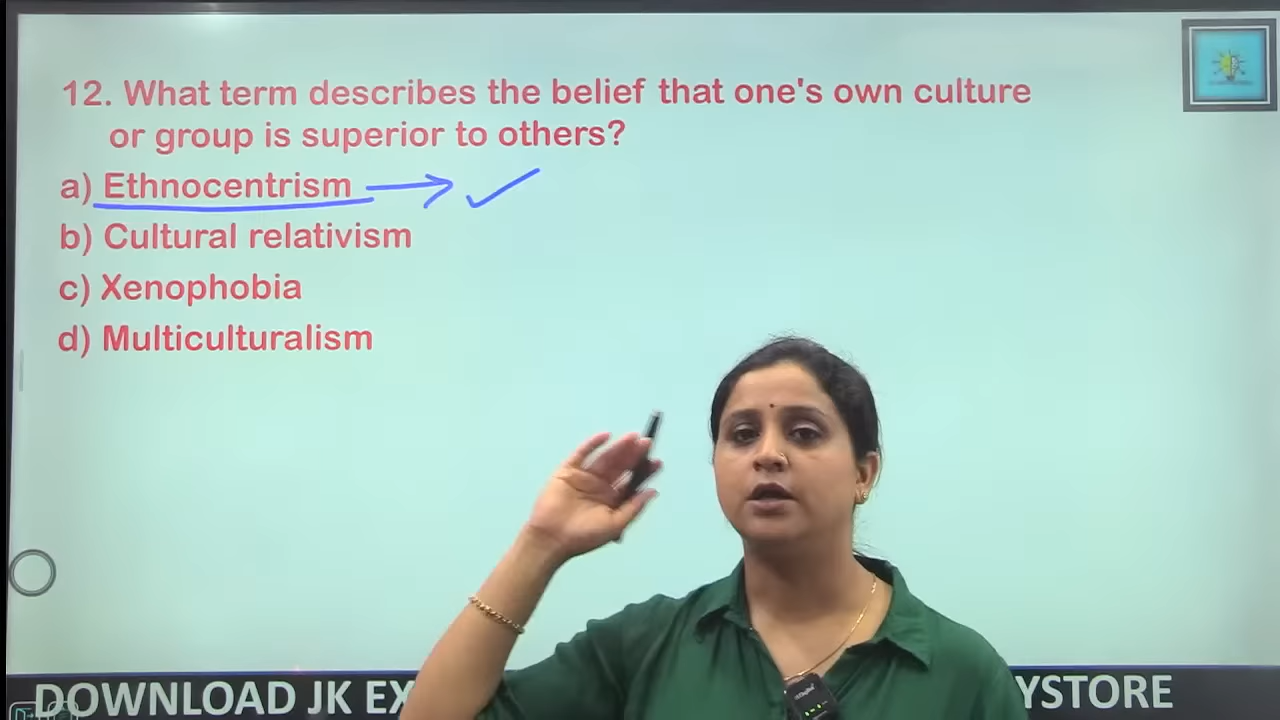 12. What term describes the belief that one's own culture
or group is superior to others?
a) Ethnocentrism
b) Cultural relativism
c) Xenophobia
d) Multiculturalism
DOWNLOAD JK EX YSTORE